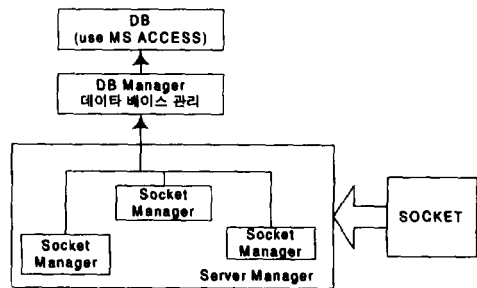 DB
(use MS ACCESS)
DB Manager
데이타 베이스 관리
Socket
Manager
SOCKET
Socket
Manager
Socket
Manager
Server Manager